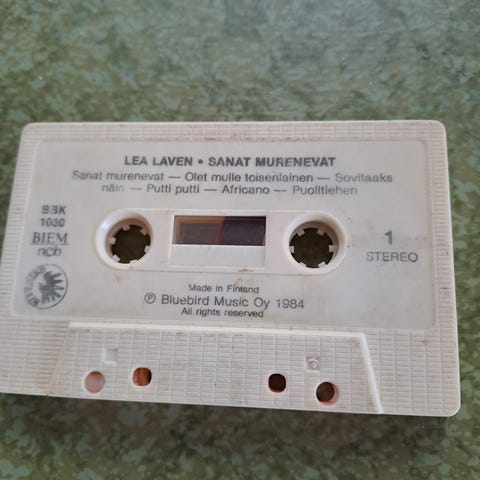 LEA LAVEN • SANAT MURENEVAT
Sanat murenevat — Olet mulle toisenlainen — Sovitaaks
näin — Putti putti — Africano — Puolitiehen
BBK
1030
BIEM
ncb
1
STEREO
Made in Finland
℗ Bluebird Music Oy 1984
All rights reserved